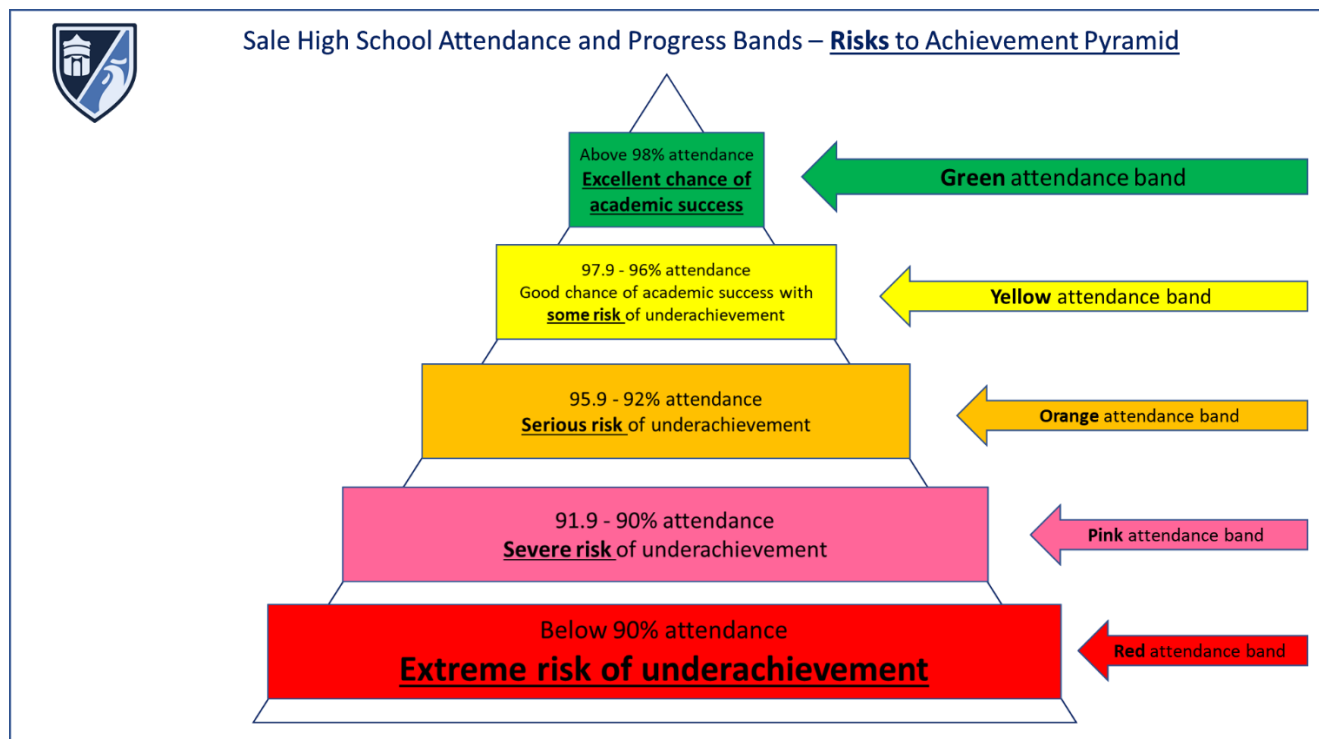 Sale High School Attendance and Progress Bands – Risks to Achievement Pyramid
Above 98% attendance
Excellent chance of
academic success
Green attendance band
97.9 - 96% attendance
Good chance of academic success with
some risk of underachievement
Yellow attendance band
95.9 - 92% attendance
Serious risk of underachievement
Orange attendance band
91.9 - 90% attendance
Severe risk of underachievement
Pink attendance band
Below 90% attendance
Extreme risk of underachievement
Red attendance band